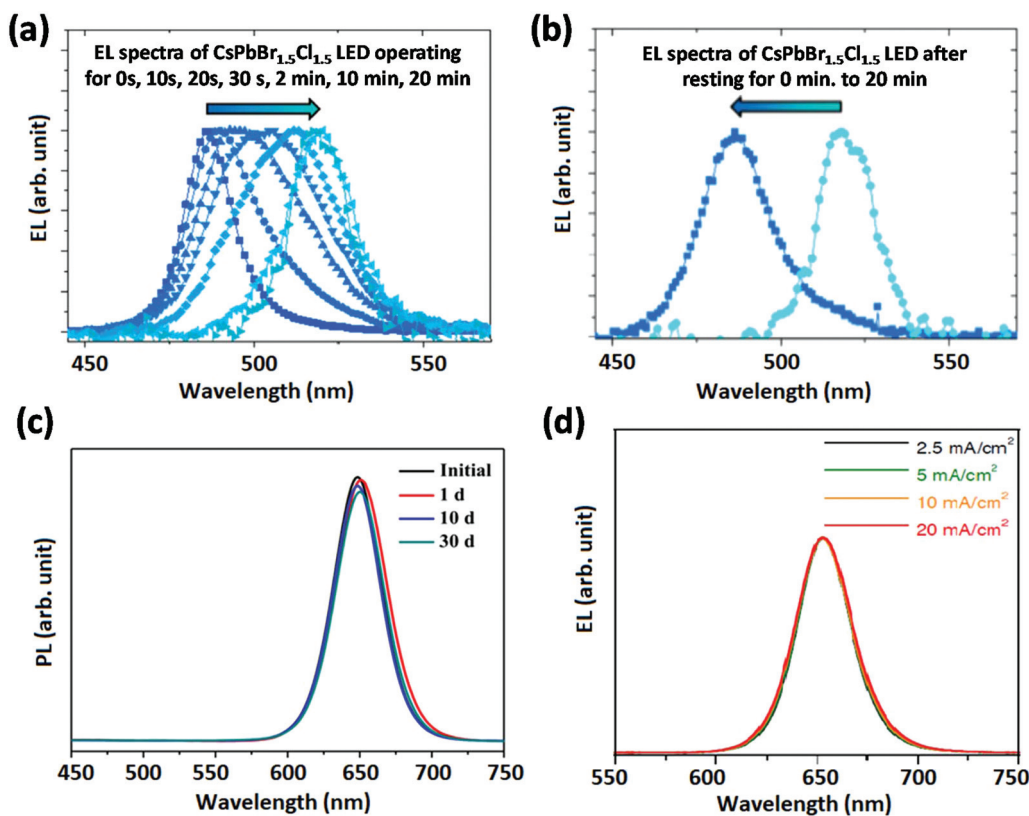 (a)
EL spectra of CsPbBr1.5Cl1.5 LED operating
for 0s, 10s, 20s, 30 s, 2 min, 10 min, 20 min
EL (arb. unit)
450 500 550
Wavelength (nm)
(b)
EL spectra of CsPbBr1.5Cl1.5 LED after
resting for 0 min. to 20 min
EL (arb. unit)
450 500 550
Wavelength (nm)
(c)
Initial
1 d
10 d
30 d
PL (arb. unit)
450 500 550 600 650 700 750
Wavelength (nm)
(d)
2.5 mA/cm²
5 mA/cm²
10 mA/cm²
20 mA/cm²
EL (arb. unit)
550 600 650 700 750
Wavelength (nm)